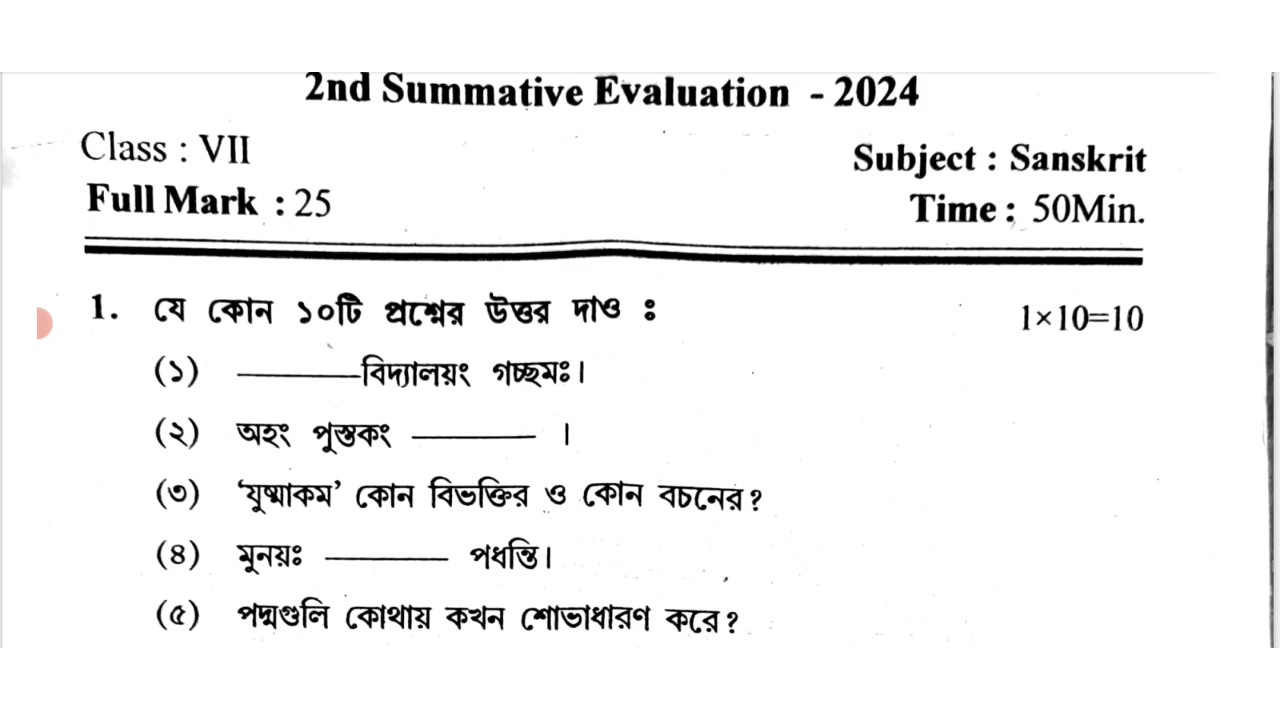 2nd Summative Evaluation - 2024
Class : VII
Subject : Sanskrit
Full Mark : 25
Time : 50Min.
1. যে কোন ১০টি প্রশ্নের উত্তর দাও ঃ 1×10=10
(১) ————বিদ্যালয়ং গচ্ছমঃ।
(২) অহং পুস্তকং ———— ।
(৩) ‘যুষ্মাকম’ কোন বিভক্তির ও কোন বচনের?
(৪) মুনয়ঃ ———— পধন্তি।
(৫) পদ্মগুলি কোথায় কখন শোভাধারণ করে?